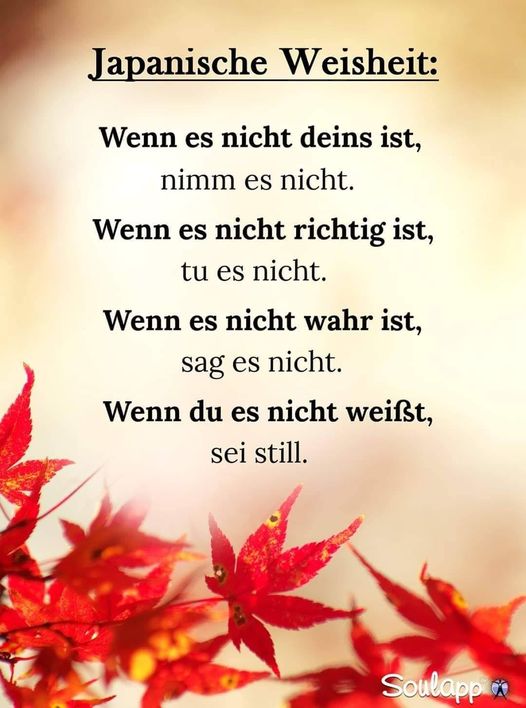 Japanische Weisheit:
Wenn es nicht deins ist,
nimm es nicht.
Wenn es nicht richtig ist,
tu es nicht.
Wenn es nicht wahr ist,
sag es nicht.
Wenn du es nicht weißt,
sei still.
Soulapp